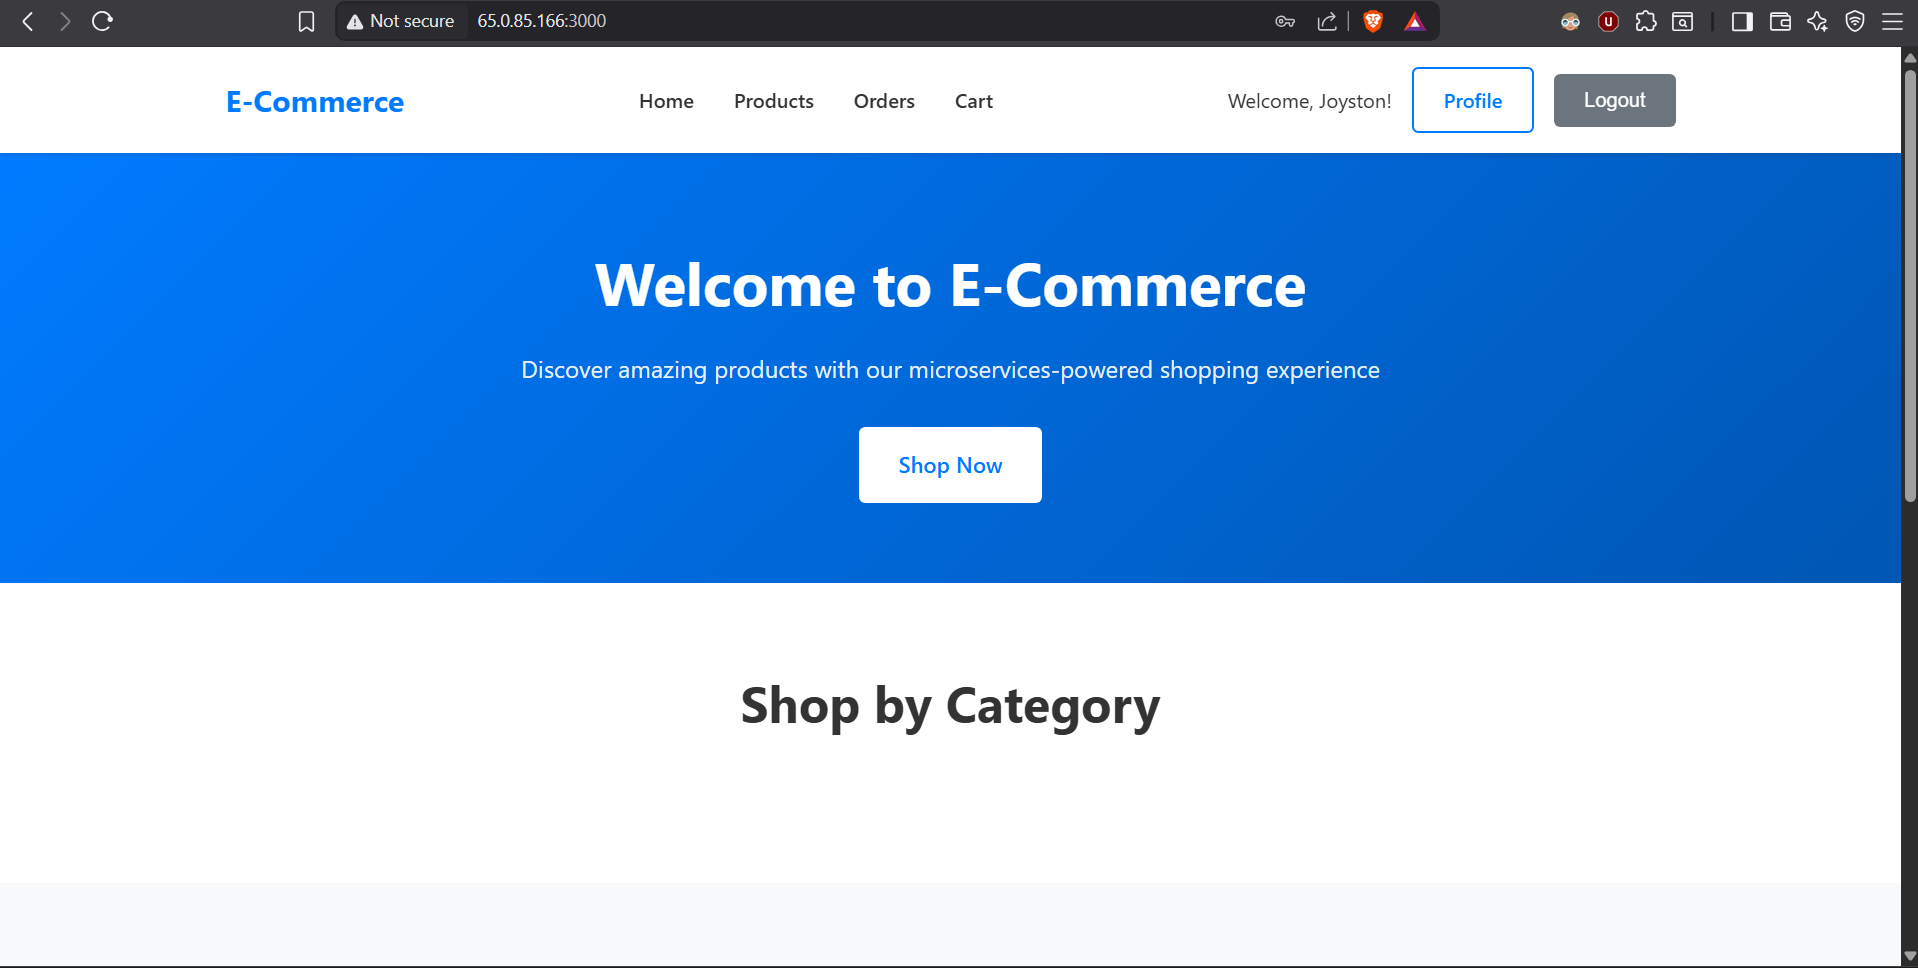 Not secure 65.0.85.166:3000
E-Commerce Home Products Orders Cart Welcome, Joyston! Profile Logout
Welcome to E-Commerce
Discover amazing products with our microservices-powered shopping experience
Shop Now
Shop by Category